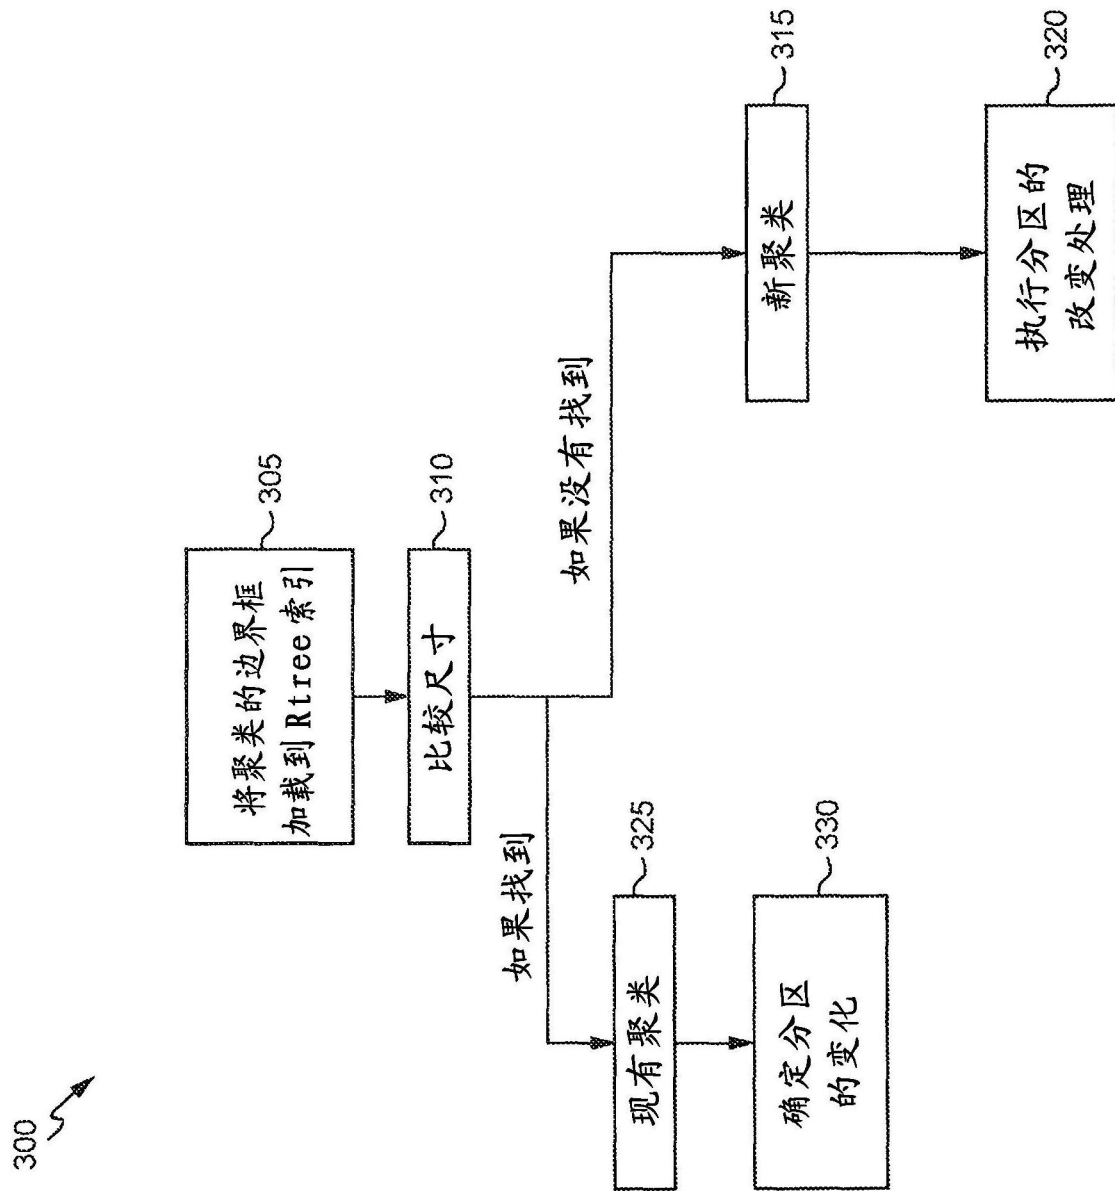 300
305
将聚类的边界框
加载到Rtree索引
310
比较尺寸
如果找到
如果没有找到
325
现有聚类
330
确定分区
的变化
315
新聚类
320
执行分区的
改变处理